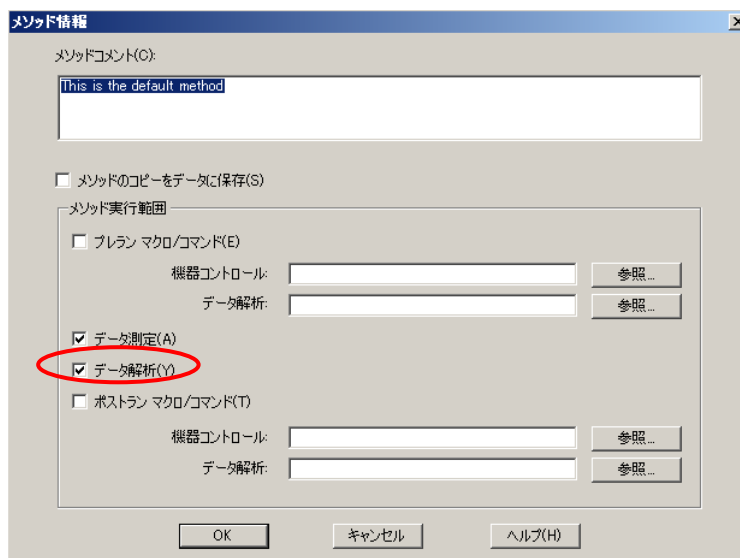 メソッド情報
メソッドコメント(C):
This is the default method
メソッドのコピーをデータに保存(S)
メソッド実行範囲
プレラン マクロ/コマンド(E)
機器コントロール: 参照...
データ解析: 参照...
データ測定(A)
データ解析(Y)
ポストラン マクロ/コマンド(T)
機器コントロール: 参照...
データ解析: 参照...
OK キャンセル ヘルプ(H)